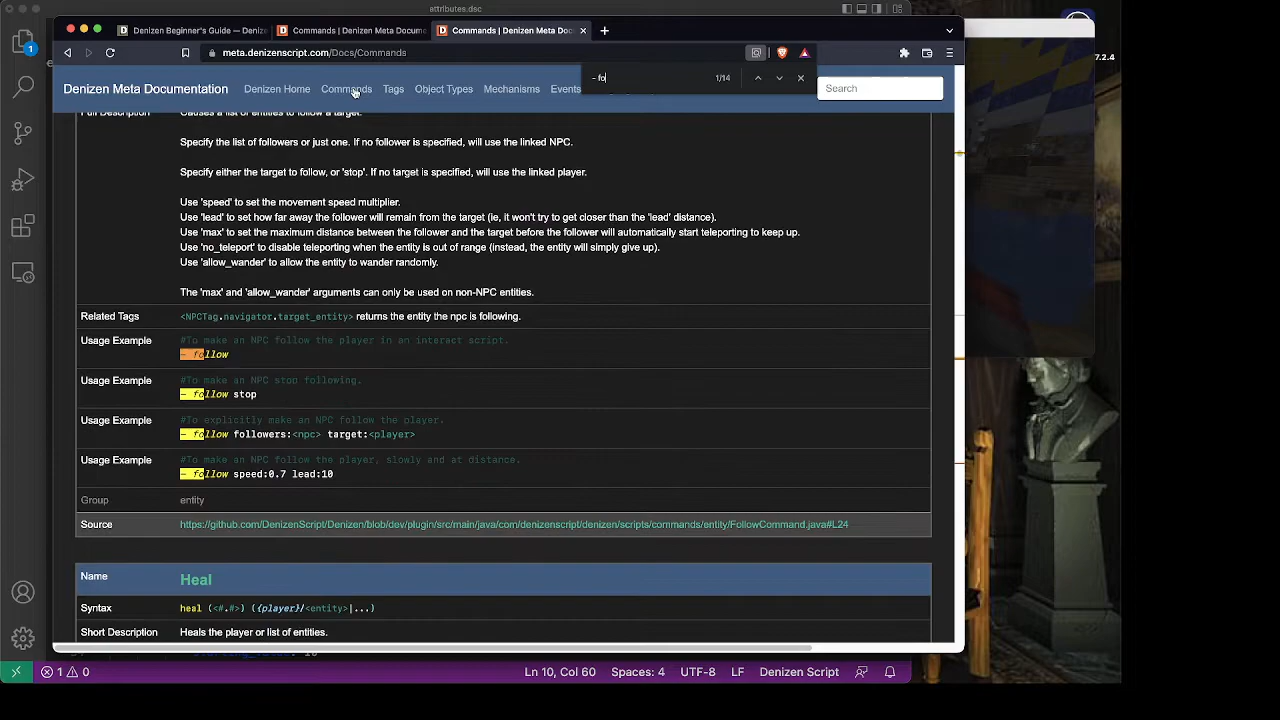 attributes.dsc
Denizen Beginner's Guide — Denize
Commands | Denizen Meta Docume
Commands | Denizen Meta Doc
meta.denizenscript.com/Docs/Commands
- fo
1/14
7.2.4
1
Denizen Meta Documentation
Denizen Home
Commands
Tags
Object Types
Mechanisms
Events
Search
Full Description
Causes a list of entities to follow a target.
Specify the list of followers or just one. If no follower is specified, will use the linked NPC.
Specify either the target to follow, or 'stop'. If no target is specified, will use the linked player.
Use 'speed' to set the movement speed multiplier.
Use 'lead' to set how far away the follower will remain from the target (ie, it won't try to get closer than the 'lead' distance).
Use 'max' to set the maximum distance between the follower and the target before the follower will automatically start teleporting to keep up.
Use 'no_teleport' to disable teleporting when the entity is out of range (instead, the entity will simply give up).
Use 'allow_wander' to allow the entity to wander randomly.
The 'max' and 'allow_wander' arguments can only be used on non-NPC entities.
Related Tags
<NPCTag.navigator.target_entity> returns the entity the npc is following.
Usage Example
#To make an NPC follow the player in an interact script.
- follow
Usage Example
#To make an NPC stop following.
- follow stop
Usage Example
#To explicitly make an NPC follow the player.
- follow followers:<npc> target:<player>
Usage Example
#To make an NPC follow the player, slowly and at distance.
- follow speed:0.7 lead:10
Group
entity
Source
https://github.com/DenizenScript/Denizen/blob/dev/plugin/src/main/java/com/denizenscript/denizen/scripts/commands/entity/FollowCommand.java#L24
Name
Heal
Syntax
heal (<#.#>) ({player}/<entity>|...)
Short Description
Heals the player or list of entities.
1 0
Ln 10, Col 60
Spaces: 4
UTF-8
LF
Denizen Script